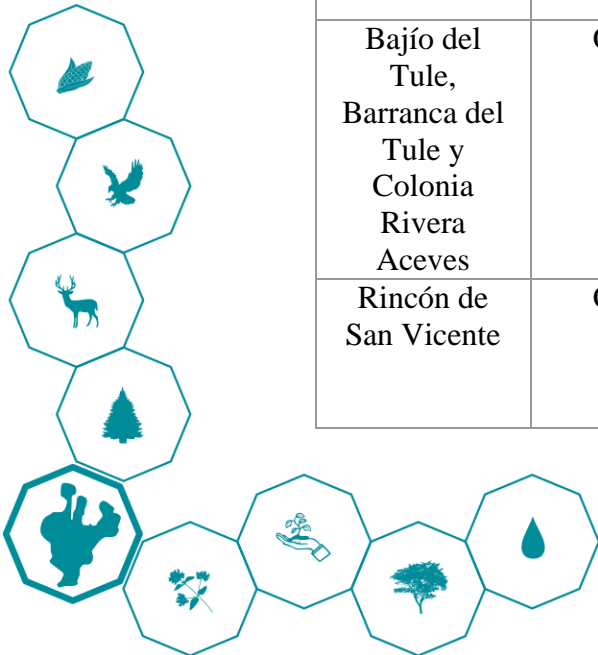 Bajío del
Tule,
Barranca del
Tule y
Colonia
Rivera
Aceves
Rincón de
San Vicente